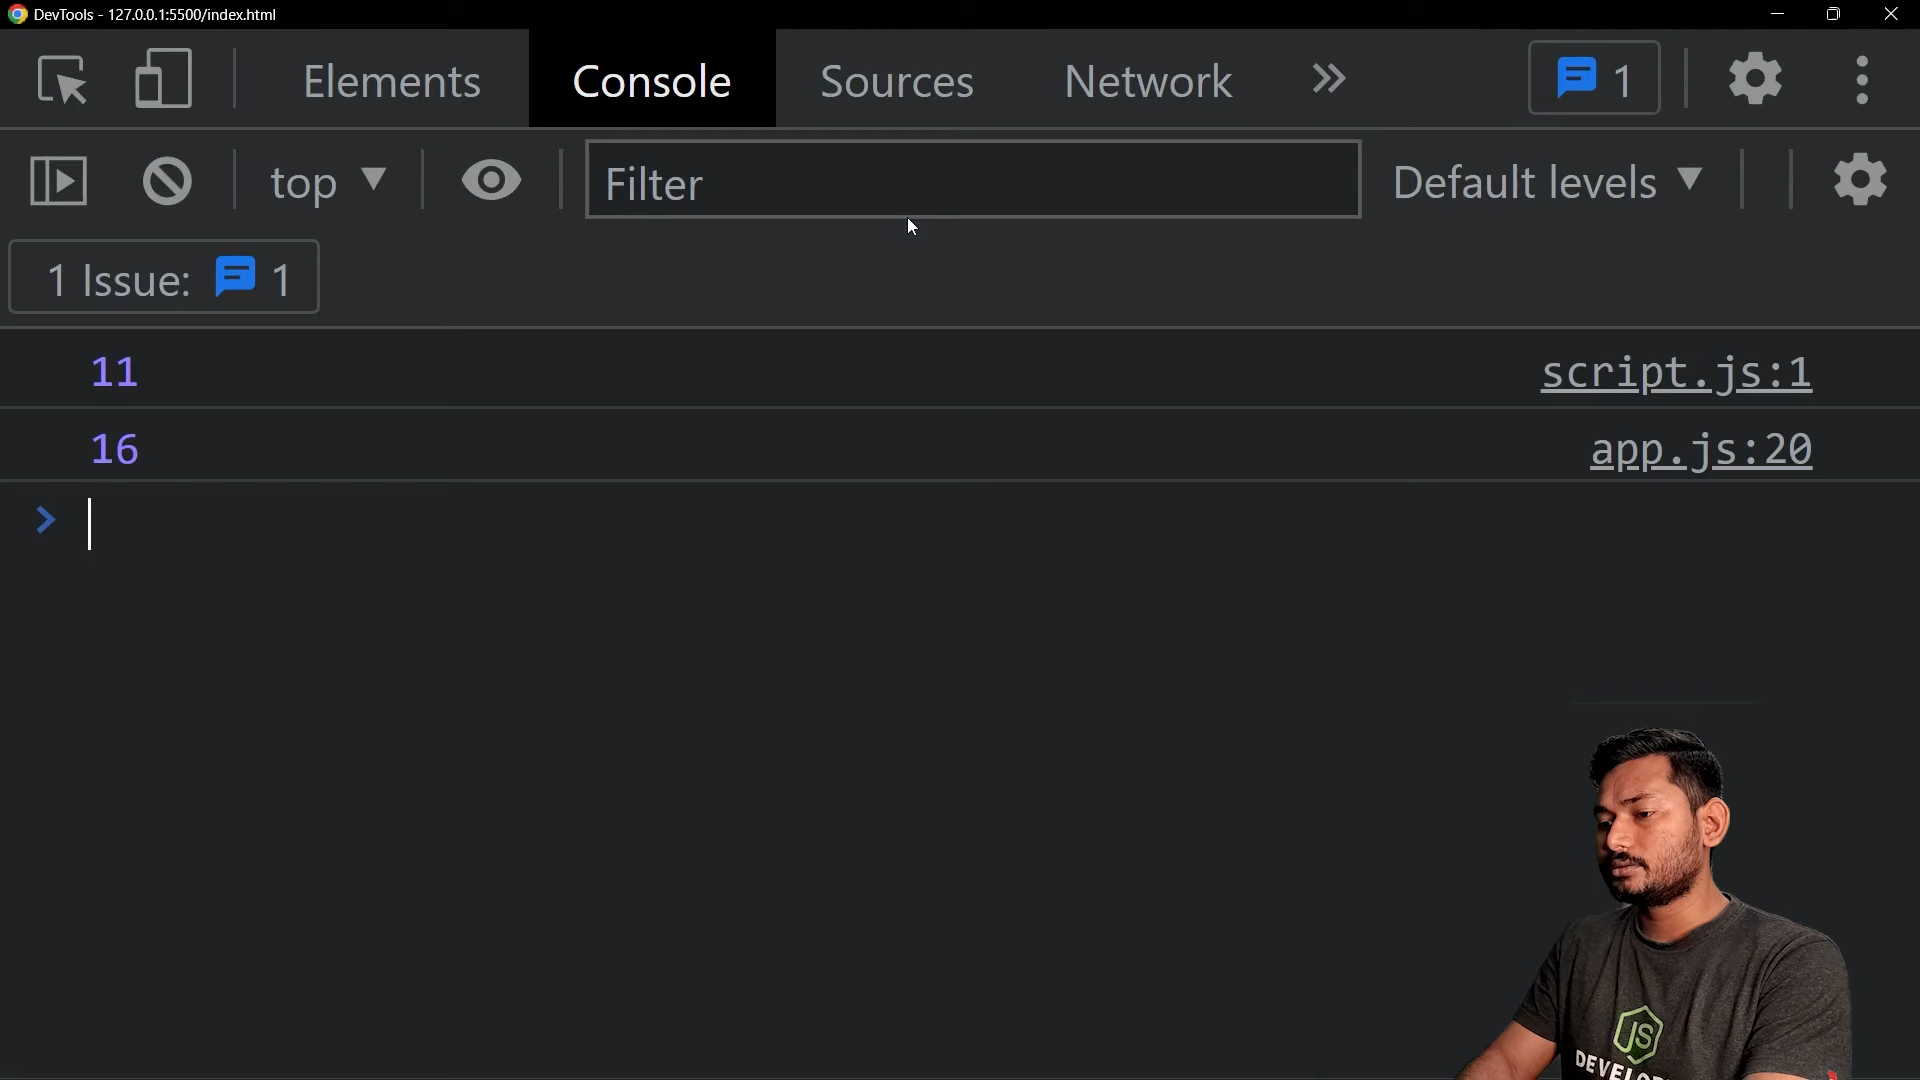 DevTools - 127.0.0.1:5500/index.html
Elements Console Sources Network 1
top Filter Default levels
1 Issue: 1
11 script.js:1
16 app.js:20
JS